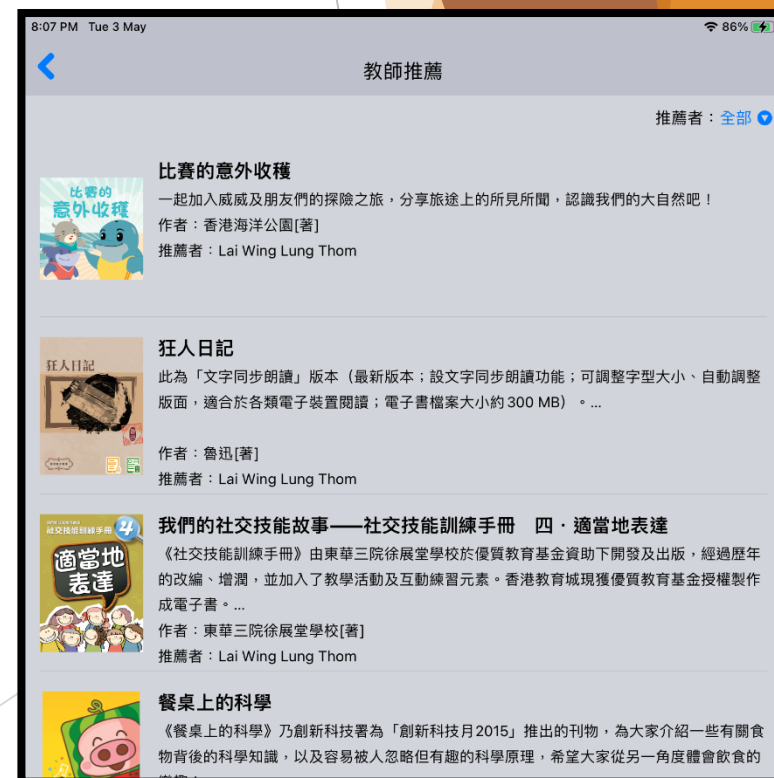 8:07 PM Tue 3 May
86%
教師推薦
推薦者：全部
比賽的意外收穫
一起加入威威及朋友們的探險之旅，分享旅途上的所見所聞，認識我們的大自然吧！
作者：香港海洋公園[著]
推薦者：Lai Wing Lung Thom
比賽的
意外收穫
狂人日記
此為「文字同步朗讀」版本（最新版本；設文字同步朗讀功能；可調整字型大小、自動調整
版面，適合於各類電子裝置閱讀；電子書檔案大小約 300 MB）。...
作者：魯迅[著]
推薦者：Lai Wing Lung Thom
狂人日記
我們的社交技能故事——社交技能訓練手冊　四．適當地表達
《社交技能訓練手冊》由東華三院徐展堂學校於優質教育基金資助下開發及出版，經過歷年
的改編、增潤，並加入了教學活動及互動練習元素。香港教育城現獲優質教育基金授權製作
成電子書。...
作者：東華三院徐展堂學校[著]
推薦者：Lai Wing Lung Thom
社交技能訓練手冊 4
適當地
表達
餐桌上的科學
《餐桌上的科學》乃創新科技署為「創新科技月2015」推出的刊物，為大家介紹一些有關食
物背後的科學知識，以及容易被人忽略但有趣的科學原理，希望大家從另一角度體會飲食的